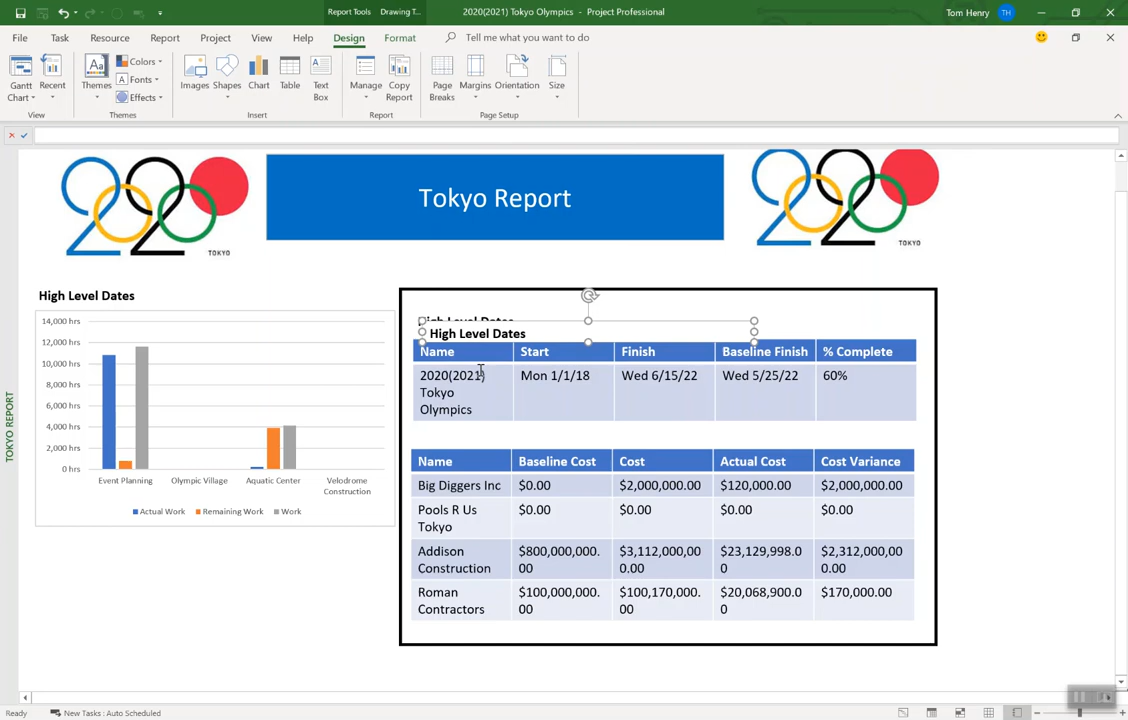 Report Tools Drawing T...
2020(2021) Tokyo Olympics - Project Professional
Tom Henry TH
File Task Resource Report Project View Help Design Format Tell me what you want to do
Gantt Chart
Recent
Themes
Colors
Fonts
Effects
Images
Shapes
Chart
Table
Text Box
Manage
Copy Report
Page Breaks
Margins
Orientation
Size
View Themes Insert Report Page Setup
TOKYO REPORT
2020 TOKYO
Tokyo Report
2020 TOKYO
High Level Dates
14,000 hrs
12,000 hrs
10,000 hrs
8,000 hrs
6,000 hrs
4,000 hrs
2,000 hrs
0 hrs
Event Planning Olympic Village Aquatic Center Velodrome
Construction
Actual Work Remaining Work Work
High Level Dates
High Level Dates
Name Start Finish Baseline Finish % Complete
2020(2021) Mon 1/1/18 Wed 6/15/22 Wed 5/25/22 60%
Tokyo
Olympics
Name Baseline Cost Cost Actual Cost Cost Variance
Big Diggers Inc $0.00 $2,000,000.00 $120,000.00 $2,000,000.00
Pools R Us $0.00 $0.00 $0.00 $0.00
Tokyo
Addison $800,000,000. $3,112,000,00 $23,129,998.0 $2,312,000,00
Construction 00 0.00 0 0.00
Roman $100,000,000. $100,170,000. $20,068,900.0 $170,000.00
Contractors 00 00 0
Ready New Tasks : Auto Scheduled